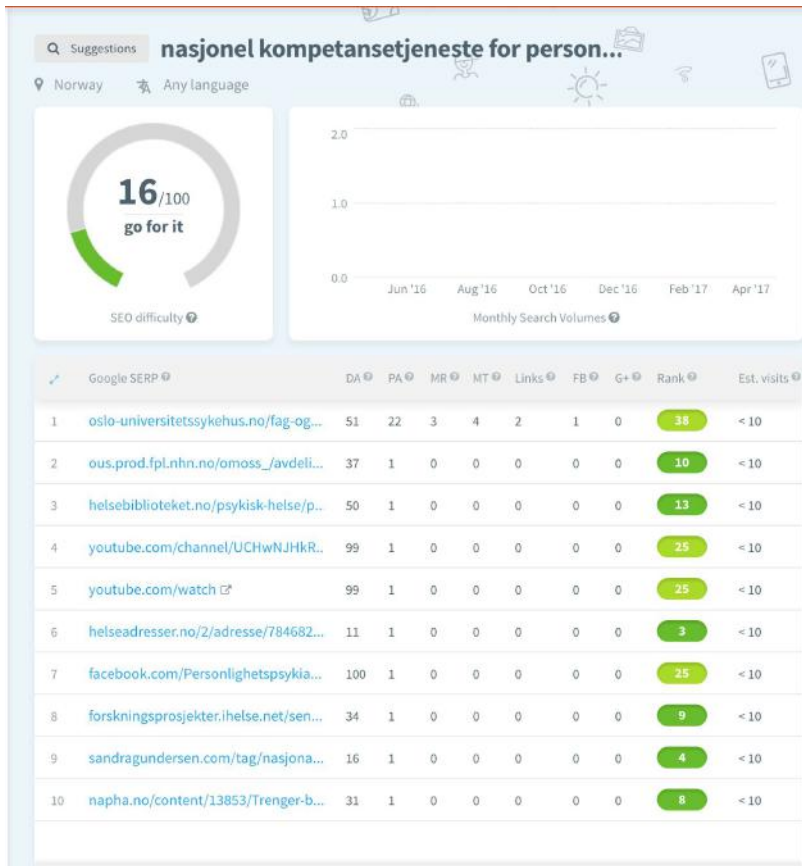 Suggestions nasjonel kompetansetjeneste for person...
Norway Any language
16/100
go for it
SEO difficulty
2.0
1.0
0.0
Jun '16 Aug '16 Oct '16 Dec '16 Feb '17 Apr '17
Monthly Search Volumes
Google SERP DA PA MR MT Links FB G+ Rank Est. visits
1 oslo-universitetssykehus.no/fag-og... 51 22 3 4 2 1 0 38 < 10
2 ous.prod.fpl.nhn.no/omoss_/avdeli... 37 1 0 0 0 0 0 10 < 10
3 helsebiblioteket.no/psykisk-helse/p... 50 1 0 0 0 0 0 13 < 10
4 youtube.com/channel/UCHwNJHkR... 99 1 0 0 0 0 0 25 < 10
5 youtube.com/watch 99 1 0 0 0 0 0 25 < 10
6 helseadresser.no/2/adresse/784682... 11 1 0 0 0 0 0 3 < 10
7 facebook.com/Personlighetspsykia... 100 1 0 0 0 0 0 25 < 10
8 forskningsprosjekter.ihelse.net/sen... 34 1 0 0 0 0 0 9 < 10
9 sandragundersen.com/tag/nasjona... 16 1 0 0 0 0 0 4 < 10
10 napha.no/content/13853/Trenger-b... 31 1 0 0 0 0 0 8 < 10